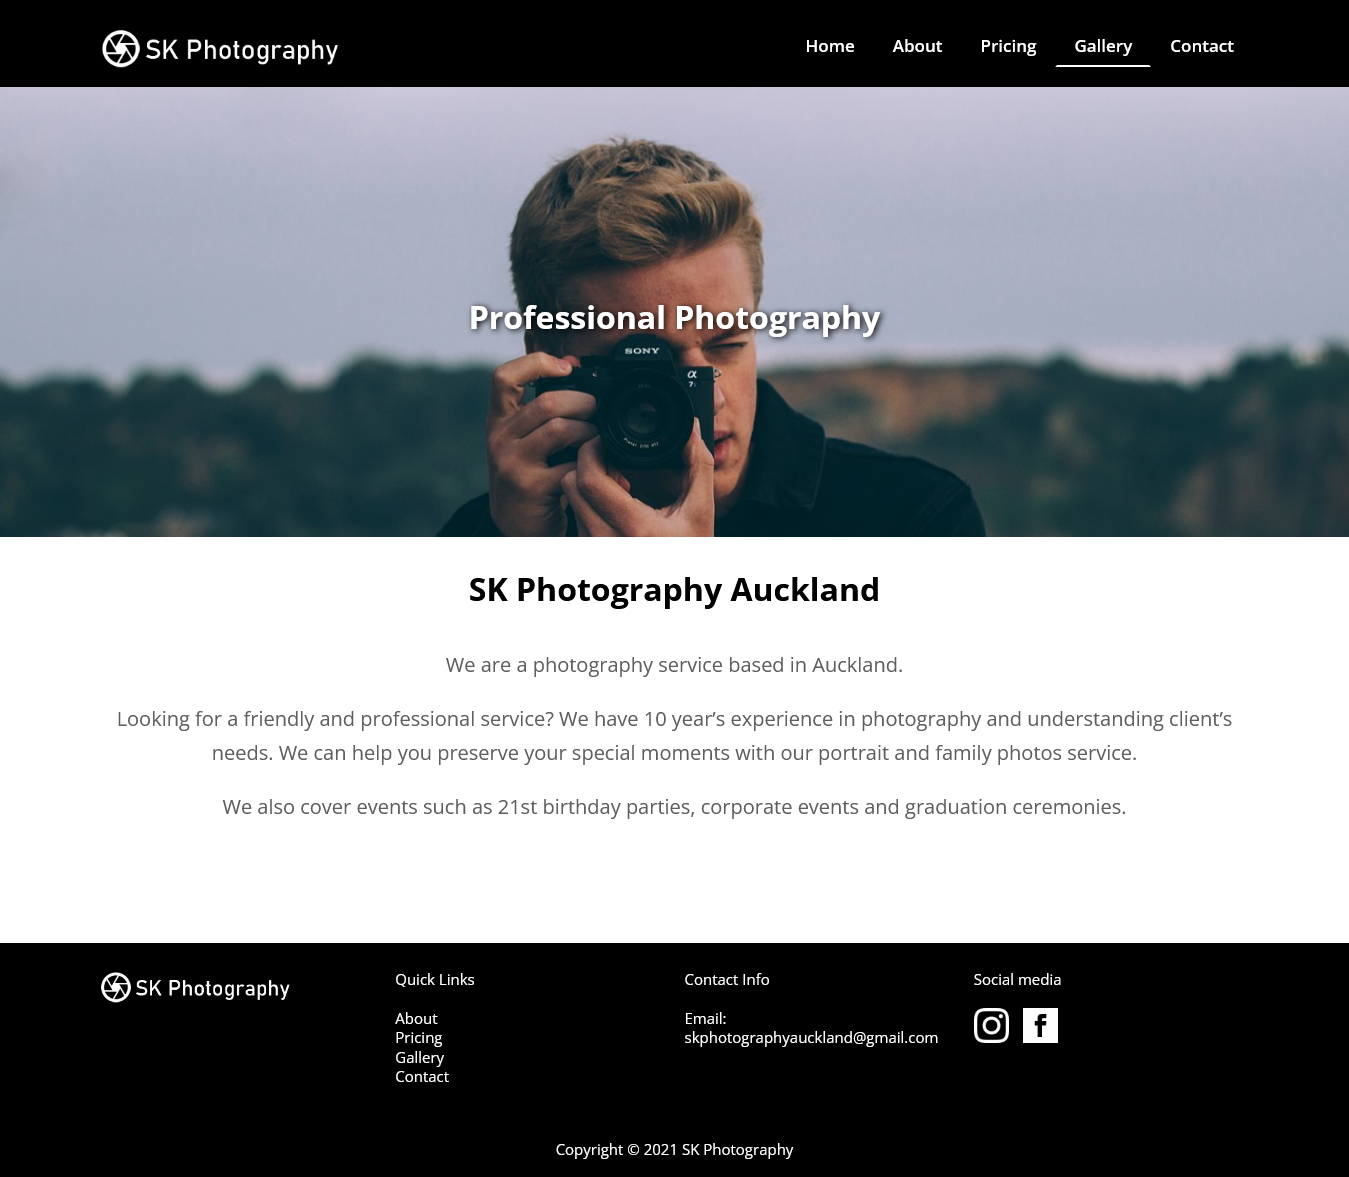 SK Photography
Home About Pricing Gallery Contact
Professional Photography
SONY
α
7s
SK Photography Auckland
We are a photography service based in Auckland.
Looking for a friendly and professional service? We have 10 year’s experience in photography and understanding client’s
needs. We can help you preserve your special moments with our portrait and family photos service.
We also cover events such as 21st birthday parties, corporate events and graduation ceremonies.
SK Photography
Quick Links
About
Pricing
Gallery
Contact
Contact Info
Email:
skphotographyauckland@gmail.com
Social media
f
Copyright © 2021 SK Photography